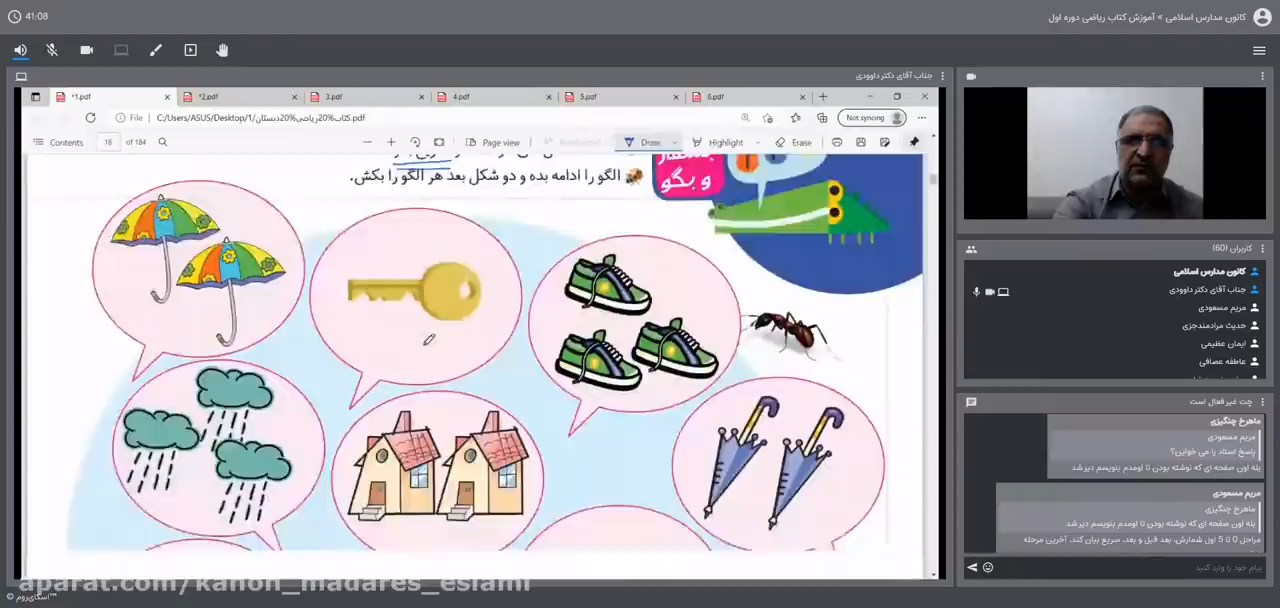 41:08
کانون مدارس اسلامی » آموزش کتاب ریاضی دوره اول
جناب آقای دکتر داوودی
*1.pdf
*2.pdf
3.pdf
4.pdf
5.pdf
6.pdf
File
C:/Users/ASUS/Desktop/1/کتاب%20ریاضی%20دبستان.pdf
Not syncing
Contents
16
of 184
Page view
Draw
Highlight
Erase
و بگو
الگو را ادامه بده و دو شکل بعد هر الگو را بکش.
کاربران (60)
کانون مدارس اسلامی
جناب آقای دکتر داوودی
مریم مسعودی
حدیث مرادمندجزی
ایمان عظیمی
عاطفه عصافی
چت غیر فعال است
ماهرخ چنگیزی
مریم مسعودی
پاسخ استاد را می خواین؟
بله اون صفحه ای که نوشته بودن تا اومدم بنویسم دیر شد
مریم مسعودی
ماهرخ چنگیزی
بله اون صفحه ای که نوشته بودن تا اومدم بنویسم دیر شد
مراحل 0 تا 5 اول شمارش، بعد قبل و بعد، سریع بیان کند، آخرین مرحله
پیام خود را وارد کنید
aparat.com/kanon_madares_eslami
© اسکای‌روم™